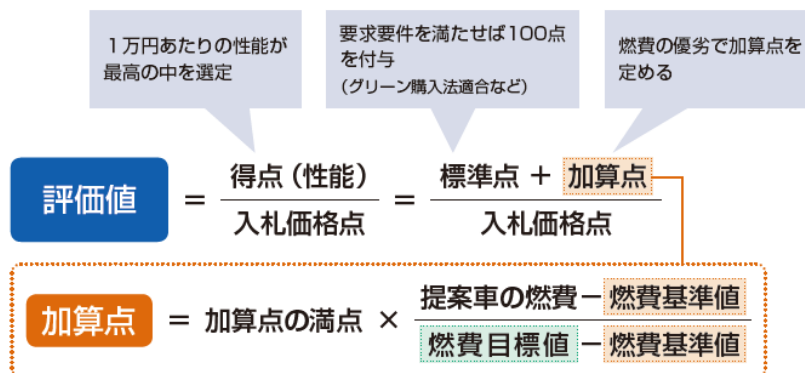 １万円あたりの性能が
最高の中を選定
要求要件を満たせば100点
を付与
（グリーン購入法適合など）
燃費の優劣で加算点を
定める
評価値 = 得点（性能） / 入札価格点 = 標準点 + 加算点 / 入札価格点
加算点 = 加算点の満点 × 提案車の燃費－燃費基準値 / 燃費目標値－燃費基準値